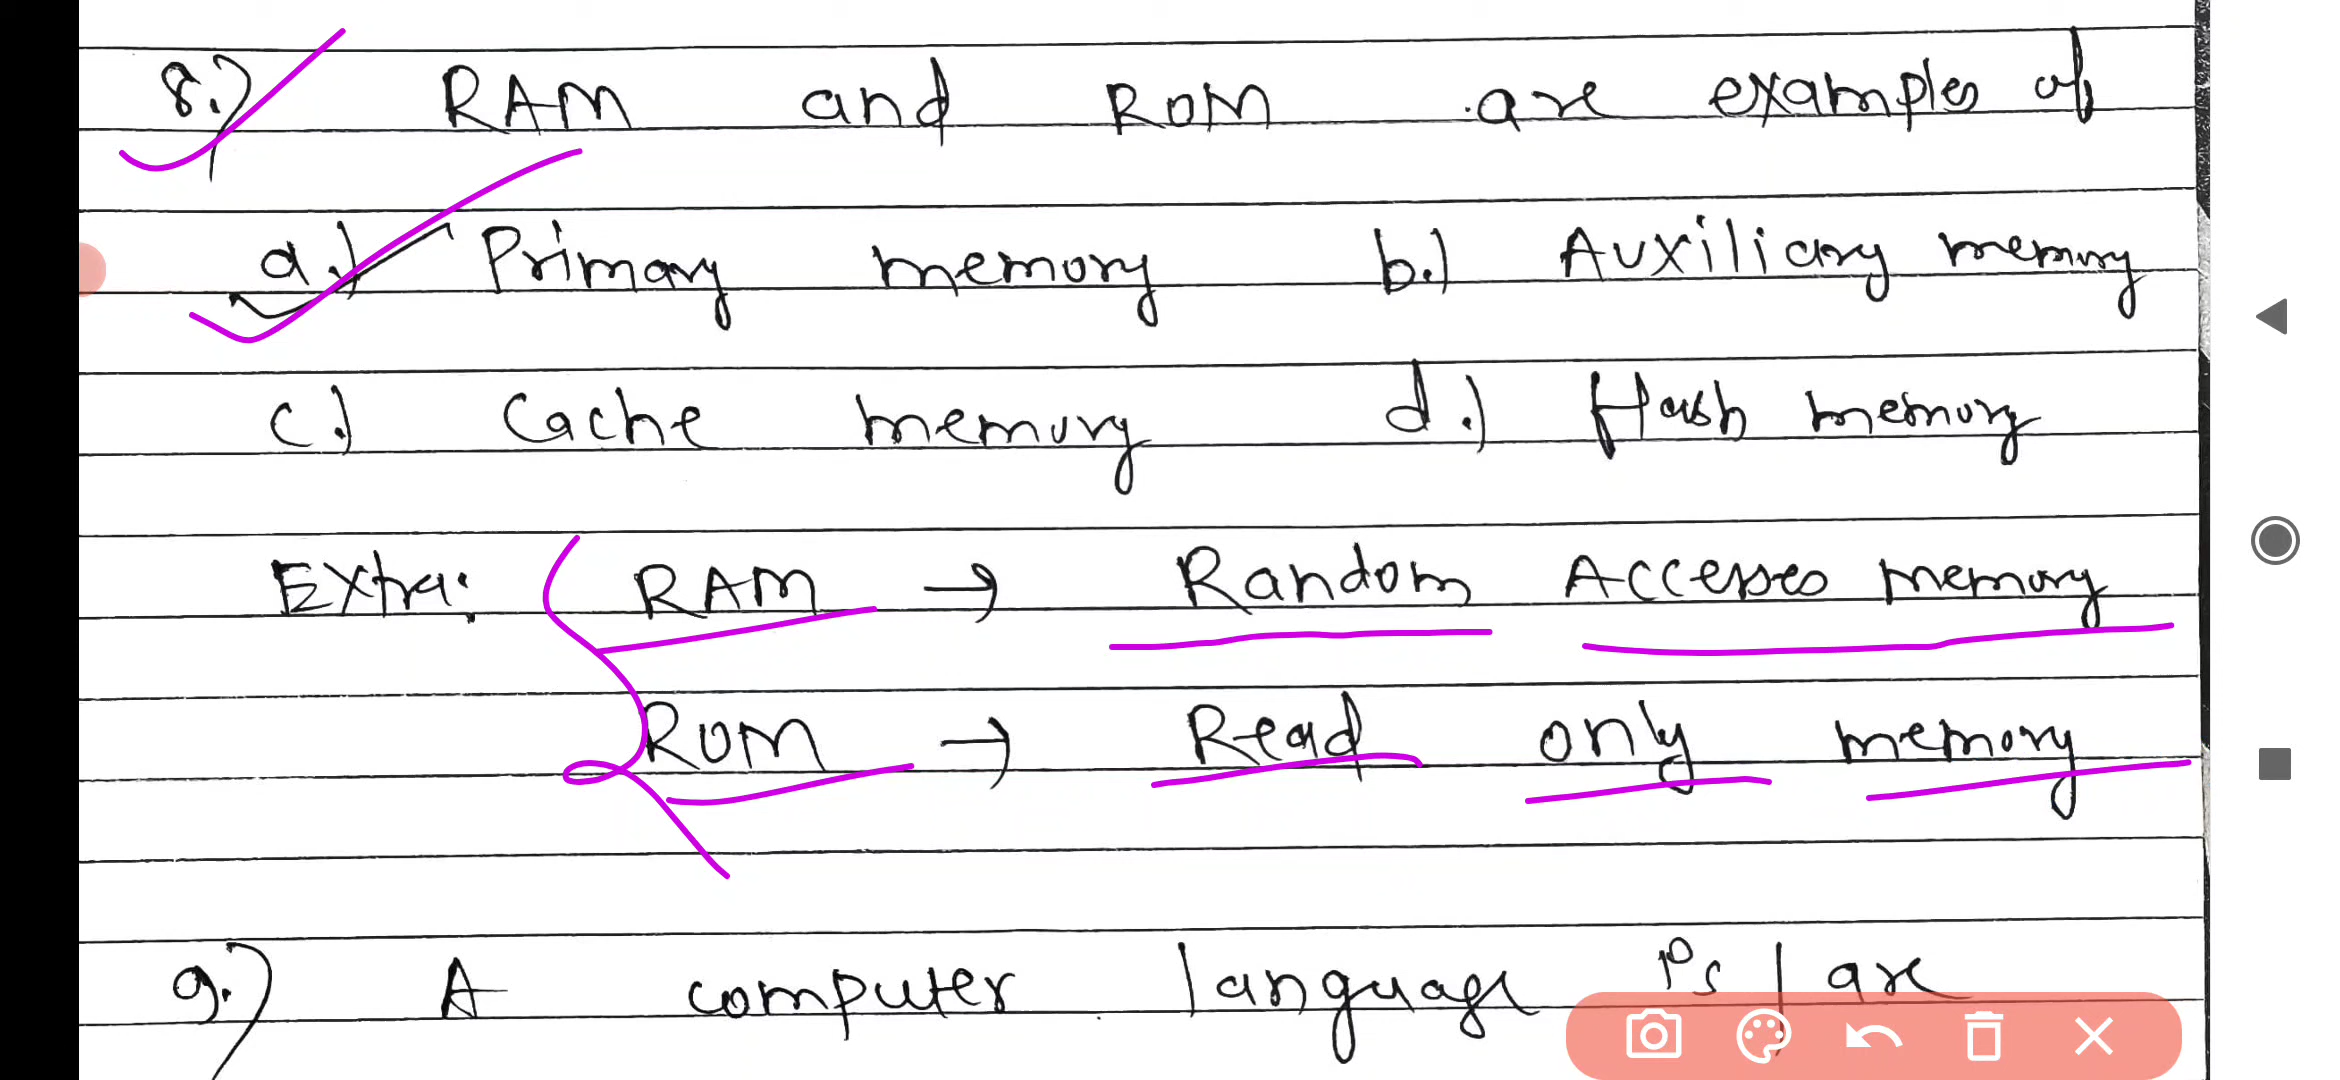 8.) RAM and ROM are examples of
a.) Primary memory b.) Auxiliary memory
c.) Cache memory d.) Hash memory
Extra: RAM → Random Accesses memory
ROM → Read only memory
9.) A computer language is / are